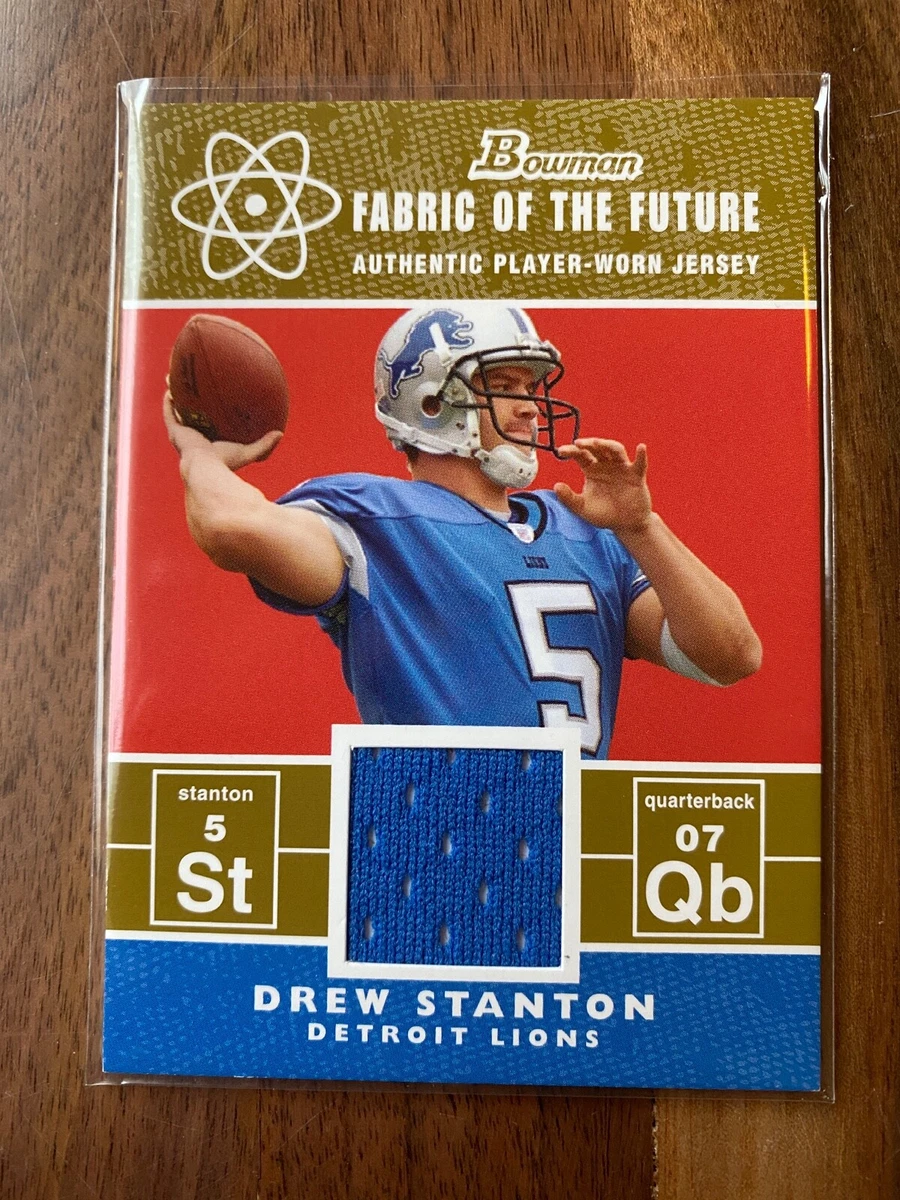 Bowman
FABRIC OF THE FUTURE
AUTHENTIC PLAYER-WORN JERSEY
LIONS
5
stanton
5
St
quarterback
07
Qb
DREW STANTON
DETROIT LIONS